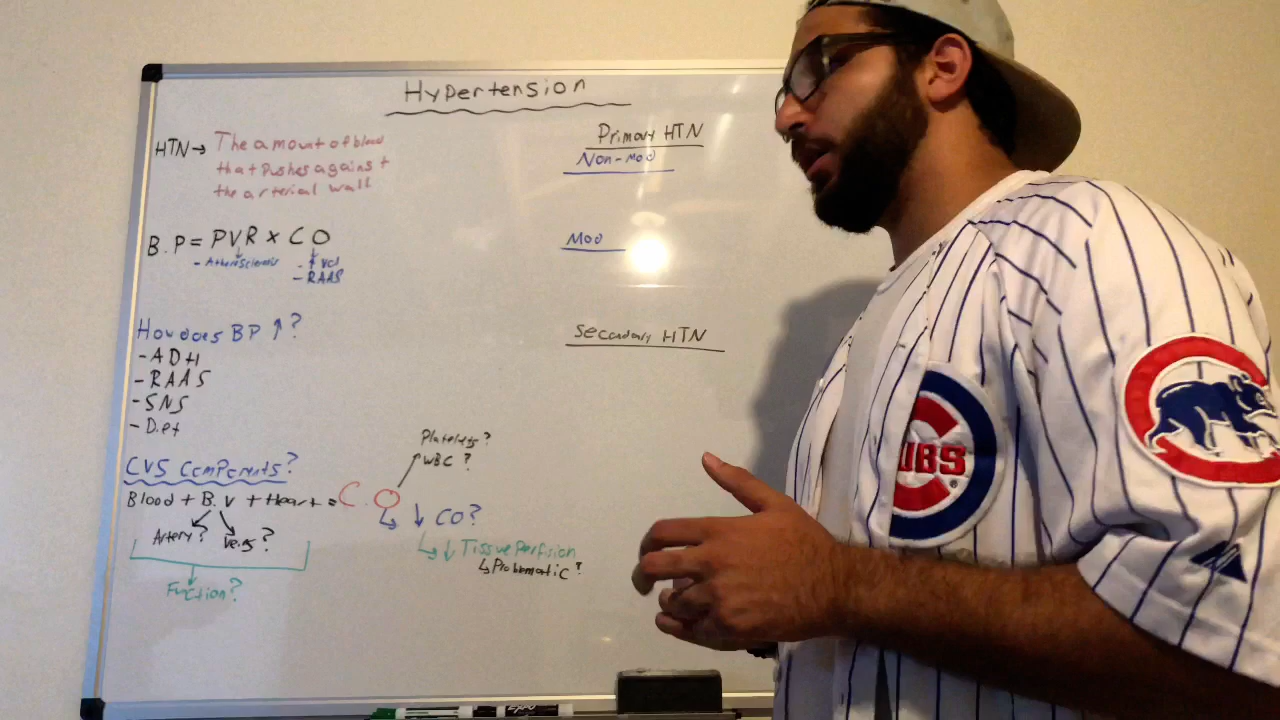 Hypertension
HTN → The amount of blood
that pushes against
the arterial wall
B.P = PVR x CO
- Atherosclerosis
- ↑ Vol
- RAAS
How does BP ↑ ?
- ADH
- RAAS
- SNS
- Diet
CVS Components?
Blood + B.V + Heart = C.O
Artery? Veins?
Function?
Platelets?
WBC ?
↓ CO?
↓ Tissue Perfusion
↳ Problematic ?
Primary HTN
Non-Mod
Mod
Secondary HTN
UBS